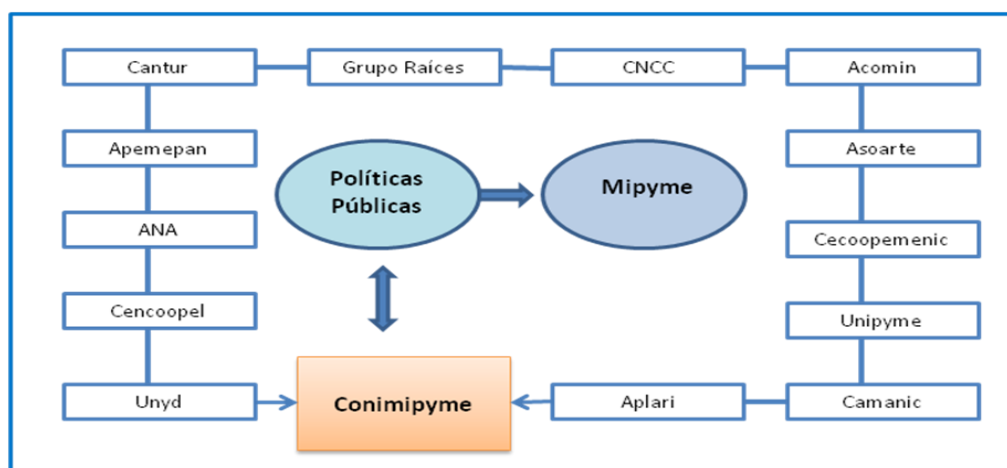 Cantur
Grupo Raíces
CNCC
Acomin
Apemepan
Políticas
Públicas
Mipyme
Asoarte
ANA
Cecoopemenic
Cencoopel
Unipyme
Unyd
Conimipyme
Aplari
Camanic